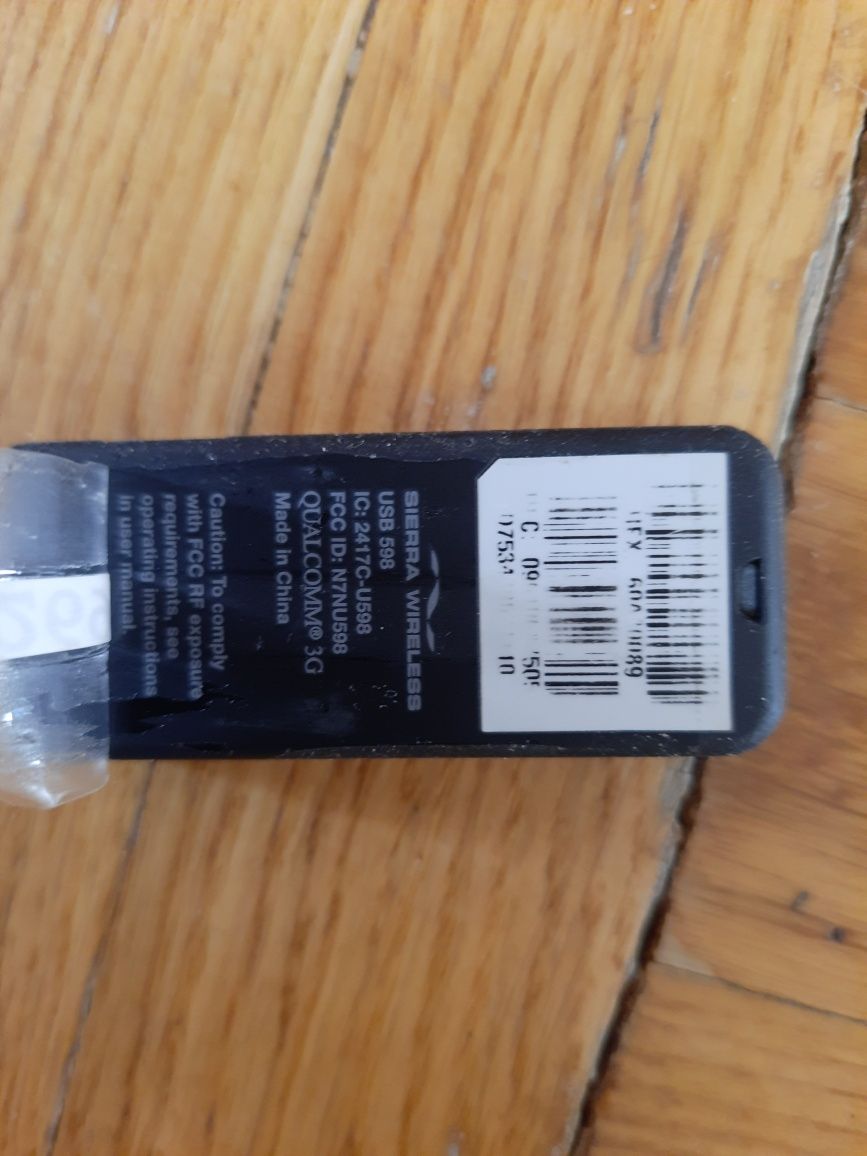 SIERRA WIRELESS
USB 598
IC: 2417C-U598
FCC ID: N7NU598
QUALCOMM® 3G
Made in China
Caution: To comply
with FCC RF exposure
requirements, see
operating instructions
in user manual.